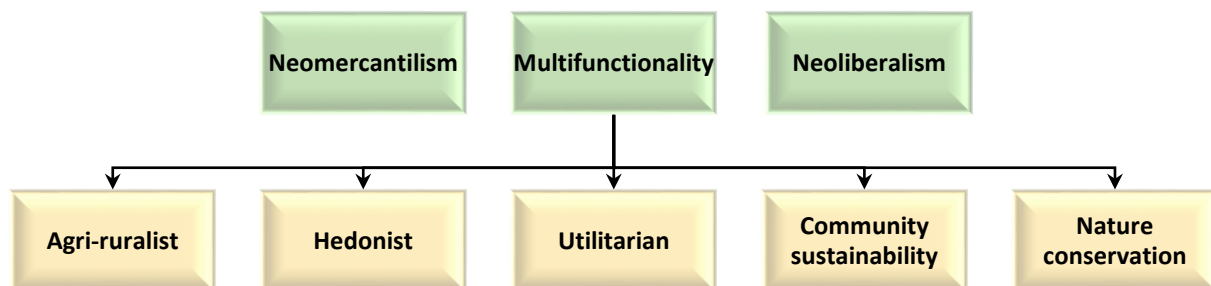 Neomercantilism
Multifunctionality
Neoliberalism
Agri-ruralist
Hedonist
Utilitarian
Community
sustainability
Nature
conservation